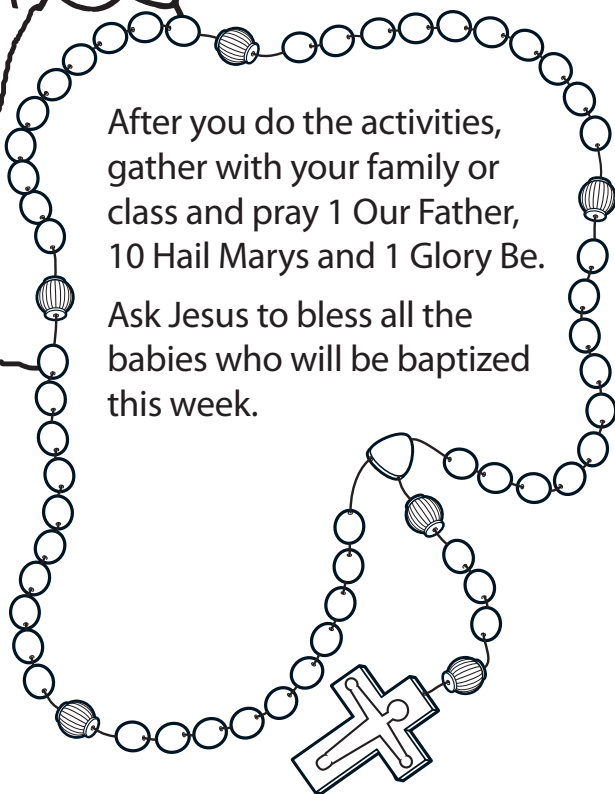 After you do the activities,
gather with your family or
class and pray 1 Our Father,
10 Hail Marys and 1 Glory Be.
Ask Jesus to bless all the
babies who will be baptized
this week.